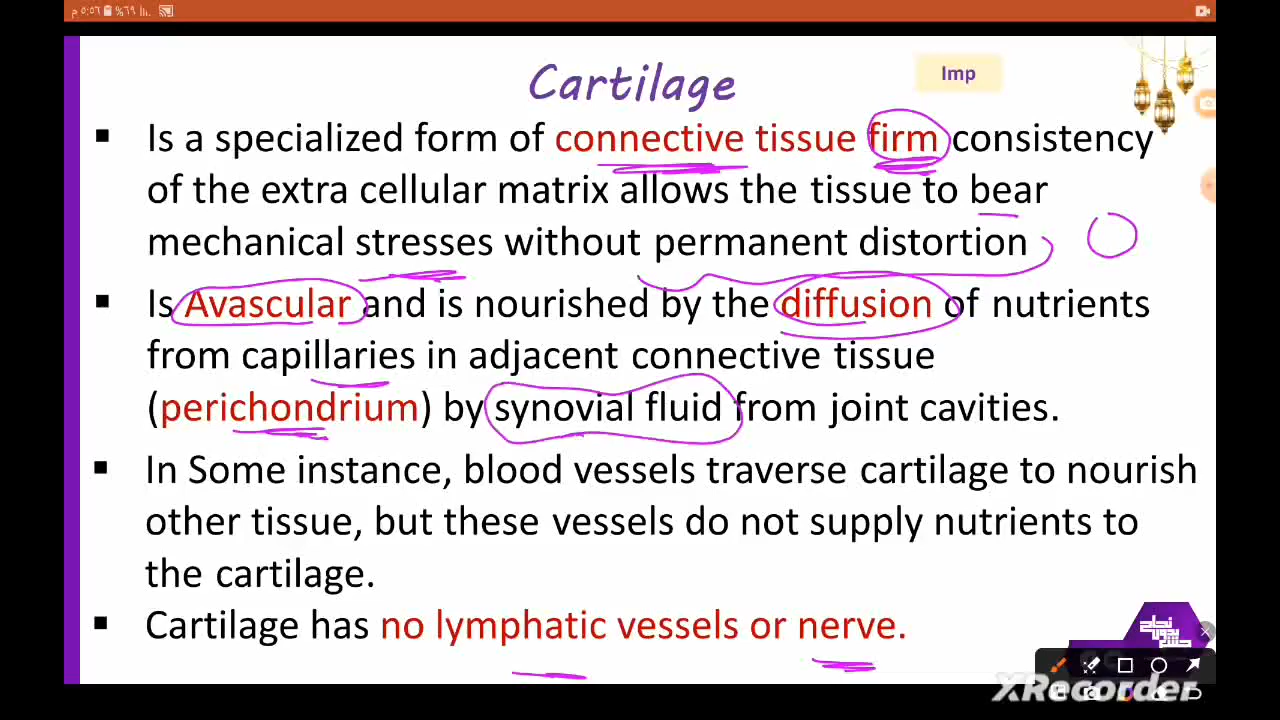 م ٥:٥٦ %٦٩
Cartilage
Imp
▪ Is a specialized form of connective tissue firm consistency
of the extra cellular matrix allows the tissue to bear
mechanical stresses without permanent distortion
▪ Is Avascular and is nourished by the diffusion of nutrients
from capillaries in adjacent connective tissue
(perichondrium) by synovial fluid from joint cavities.
▪ In Some instance, blood vessels traverse cartilage to nourish
other tissue, but these vessels do not supply nutrients to
the cartilage.
▪ Cartilage has no lymphatic vessels or nerve.
XRecorder